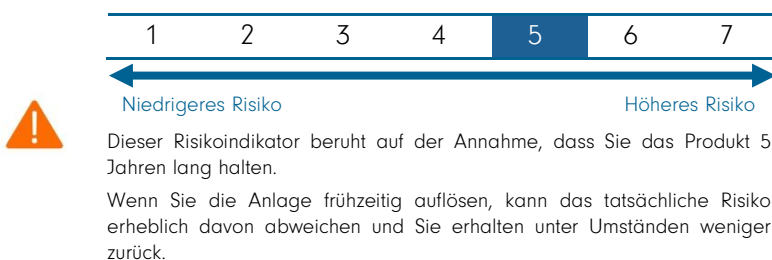 1 2 3 4 5 6 7
Niedrigeres Risiko Höheres Risiko
Dieser Risikoindikator beruht auf der Annahme, dass Sie das Produkt 5
Jahren lang halten.
Wenn Sie die Anlage frühzeitig auflösen, kann das tatsächliche Risiko
erheblich davon abweichen und Sie erhalten unter Umständen weniger
zurück.